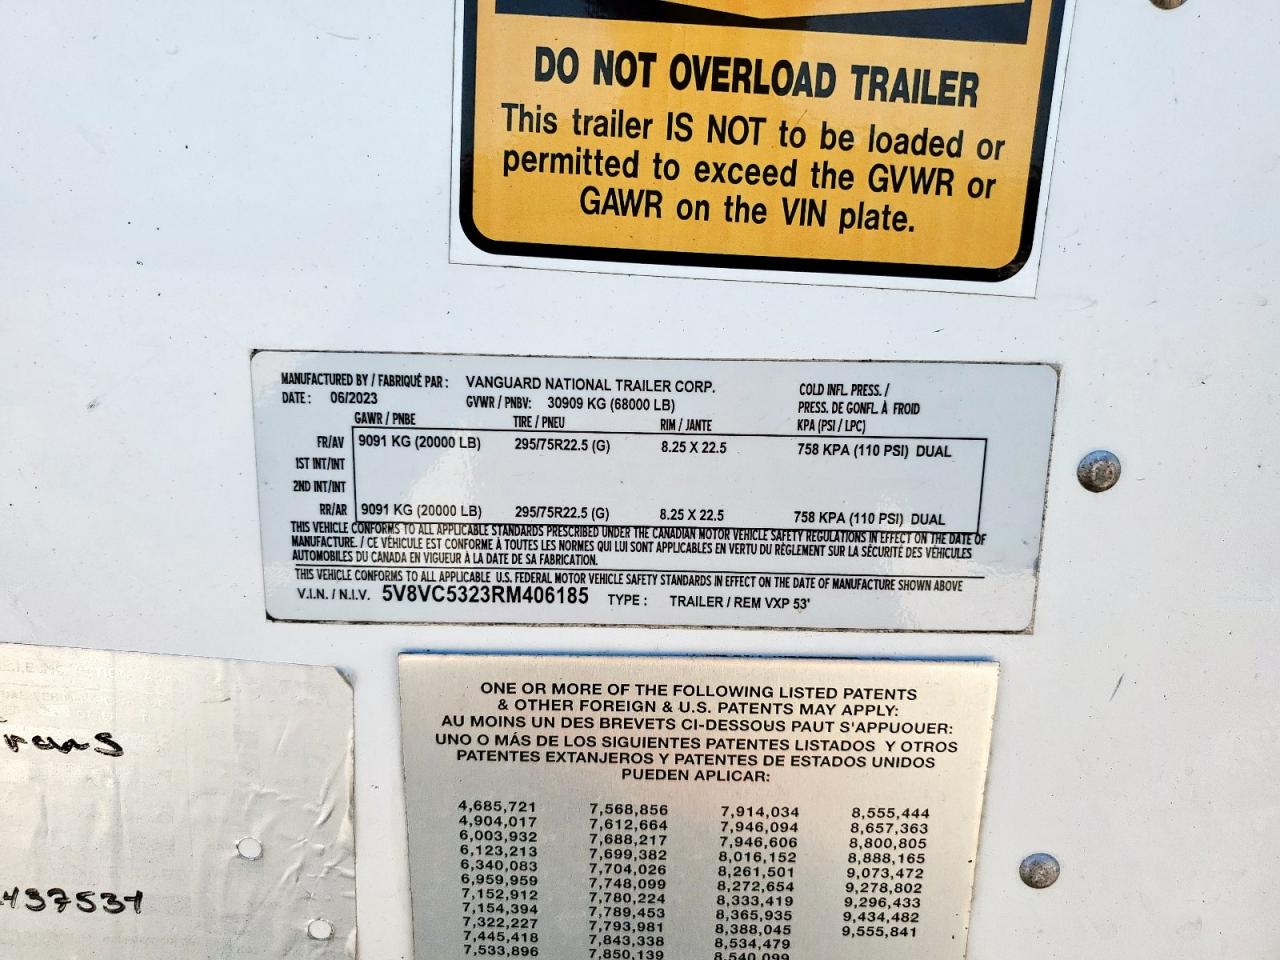 DO NOT OVERLOAD TRAILER
This trailer IS NOT to be loaded or
permitted to exceed the GVWR or
GAWR on the VIN plate.
MANUFACTURED BY / FABRIQUÉ PAR : VANGUARD NATIONAL TRAILER CORP. COLD INFL. PRESS. /
DATE : 06/2023 GVWR / PNBV: 30909 KG (68000 LB) PRESS. DE GONFL. À FROID
GAWR / PNBE TIRE / PNEU RIM / JANTE KPA (PSI / LPC)
FR/AV 9091 KG (20000 LB) 295/75R22.5 (G) 8.25 X 22.5 758 KPA (110 PSI) DUAL
1ST INT/INT
2ND INT/INT
RR/AR 9091 KG (20000 LB) 295/75R22.5 (G) 8.25 X 22.5 758 KPA (110 PSI) DUAL
THIS VEHICLE CONFORMS TO ALL APPLICABLE STANDARDS PRESCRIBED UNDER THE CANADIAN MOTOR VEHICLE SAFETY REGULATIONS IN EFFECT ON THE DATE OF
MANUFACTURE. / CE VÉHICULE EST CONFORME À TOUTES LES NORMES QUI LUI SONT APPLICABLES EN VERTU DU RÈGLEMENT SUR LA SÉCURITÉ DES VÉHICULES
AUTOMOBILES DU CANADA EN VIGUEUR À LA DATE DE SA FABRICATION.
THIS VEHICLE CONFORMS TO ALL APPLICABLE U.S. FEDERAL MOTOR VEHICLE SAFETY STANDARDS IN EFFECT ON THE DATE OF MANUFACTURE SHOWN ABOVE
V.I.N. / N.I.V. 5V8VC5323RM406185 TYPE : TRAILER / REM VXP 53'
ONE OR MORE OF THE FOLLOWING LISTED PATENTS
& OTHER FOREIGN & U.S. PATENTS MAY APPLY:
AU MOINS UN DES BREVETS CI-DESSOUS PAUT S'APPUOUER:
UNO O MÁS DE LOS SIGUIENTES PATENTES LISTADOS Y OTROS
PATENTES EXTANJEROS Y PATENTES DE ESTADOS UNIDOS
PUEDEN APLICAR:
4,685,721 7,568,856 7,914,034 8,555,444
4,904,017 7,612,664 7,946,094 8,657,363
6,003,932 7,688,217 7,946,606 8,800,805
6,123,213 7,699,382 8,016,152 8,888,165
6,340,083 7,704,026 8,261,501 9,073,472
6,959,959 7,748,099 8,272,654 9,278,802
7,152,912 7,780,224 8,333,419 9,296,433
7,154,394 7,789,453 8,365,935 9,434,482
7,322,227 7,793,981 8,388,045 9,555,841
7,445,418 7,843,338 8,534,479
7,533,896 7,850,139 8,540,099
rans
437534